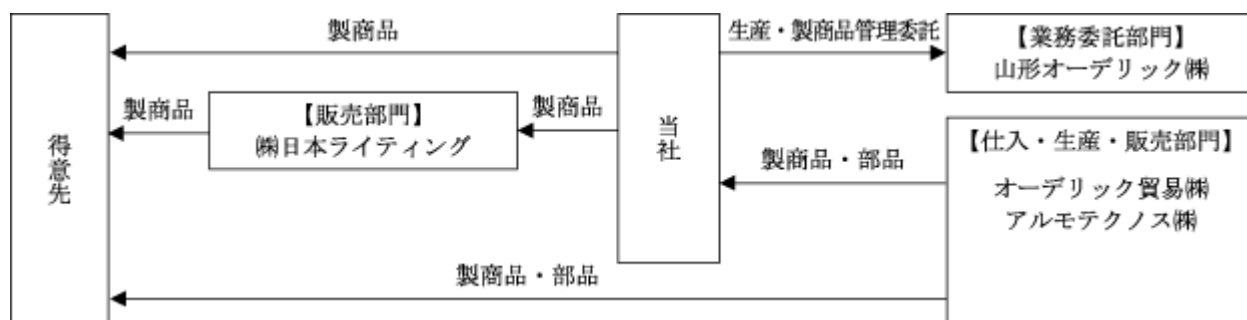 製商品
生産・製商品管理委託
【業務委託部門】
山形オーデリック㈱
製商品
【販売部門】
㈱日本ライティング
製商品
得意先
当社
【仕入・生産・販売部門】
製商品・部品
オーデリック貿易㈱
アルモテクノス㈱
製商品・部品